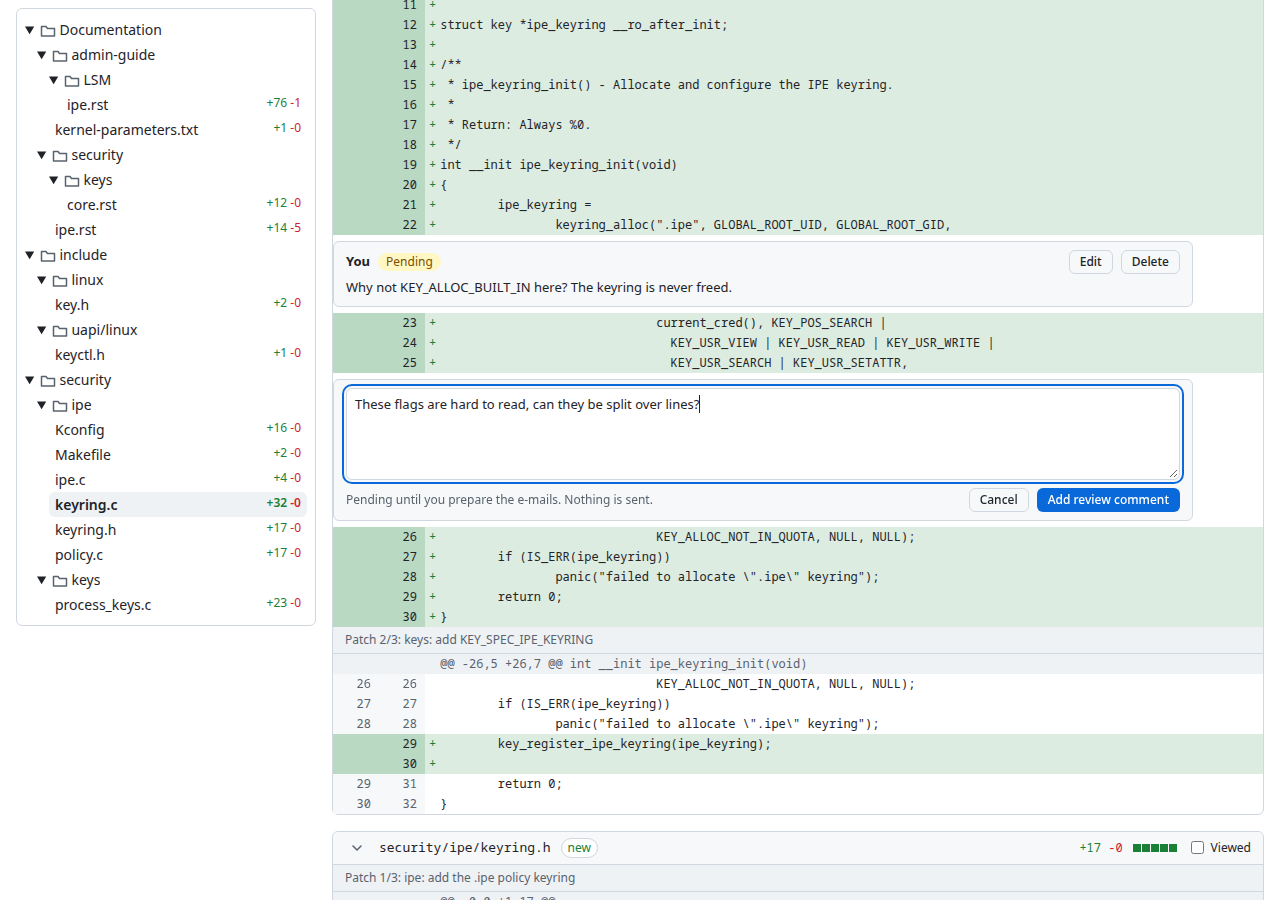 Documentation
admin-guide
LSM
ipe.rst +76 -1
kernel-parameters.txt +1 -0
security
keys
core.rst +12 -0
ipe.rst +14 -5
include
linux
key.h +2 -0
uapi/linux
keyctl.h +1 -0
security
ipe
Kconfig +16 -0
Makefile +2 -0
ipe.c +4 -0
keyring.c +32 -0
keyring.h +17 -0
policy.c +17 -0
keys
process_keys.c +23 -0
11 +
12 + struct key *ipe_keyring __ro_after_init;
13 +
14 + /**
15 + * ipe_keyring_init() - Allocate and configure the IPE keyring.
16 + *
17 + * Return: Always %0.
18 + */
19 + int __init ipe_keyring_init(void)
20 + {
21 + ipe_keyring =
22 + keyring_alloc(".ipe", GLOBAL_ROOT_UID, GLOBAL_ROOT_GID,
You Pending Edit Delete
Why not KEY_ALLOC_BUILT_IN here? The keyring is never freed.
23 + current_cred(), KEY_POS_SEARCH |
24 + KEY_USR_VIEW | KEY_USR_READ | KEY_USR_WRITE |
25 + KEY_USR_SEARCH | KEY_USR_SETATTR,
These flags are hard to read, can they be split over lines?
Pending until you prepare the e-mails. Nothing is sent. Cancel Add review comment
26 + KEY_ALLOC_NOT_IN_QUOTA, NULL, NULL);
27 + if (IS_ERR(ipe_keyring))
28 + panic("failed to allocate \".ipe\" keyring");
29 + return 0;
30 + }
Patch 2/3: keys: add KEY_SPEC_IPE_KEYRING
@@ -26,5 +26,7 @@ int __init ipe_keyring_init(void)
26 26 KEY_ALLOC_NOT_IN_QUOTA, NULL, NULL);
27 27 if (IS_ERR(ipe_keyring))
28 28 panic("failed to allocate \".ipe\" keyring");
29 + key_register_ipe_keyring(ipe_keyring);
30 +
29 31 return 0;
30 32 }
security/ipe/keyring.h new +17 -0 Viewed
Patch 1/3: ipe: add the .ipe policy keyring